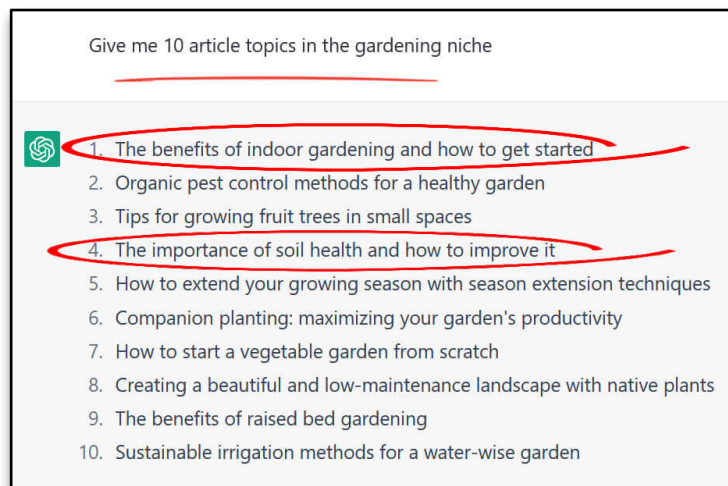 Give me 10 article topics in the gardening niche
1. The benefits of indoor gardening and how to get started
2. Organic pest control methods for a healthy garden
3. Tips for growing fruit trees in small spaces
4. The importance of soil health and how to improve it
5. How to extend your growing season with season extension techniques
6. Companion planting: maximizing your garden's productivity
7. How to start a vegetable garden from scratch
8. Creating a beautiful and low-maintenance landscape with native plants
9. The benefits of raised bed gardening
10. Sustainable irrigation methods for a water-wise garden